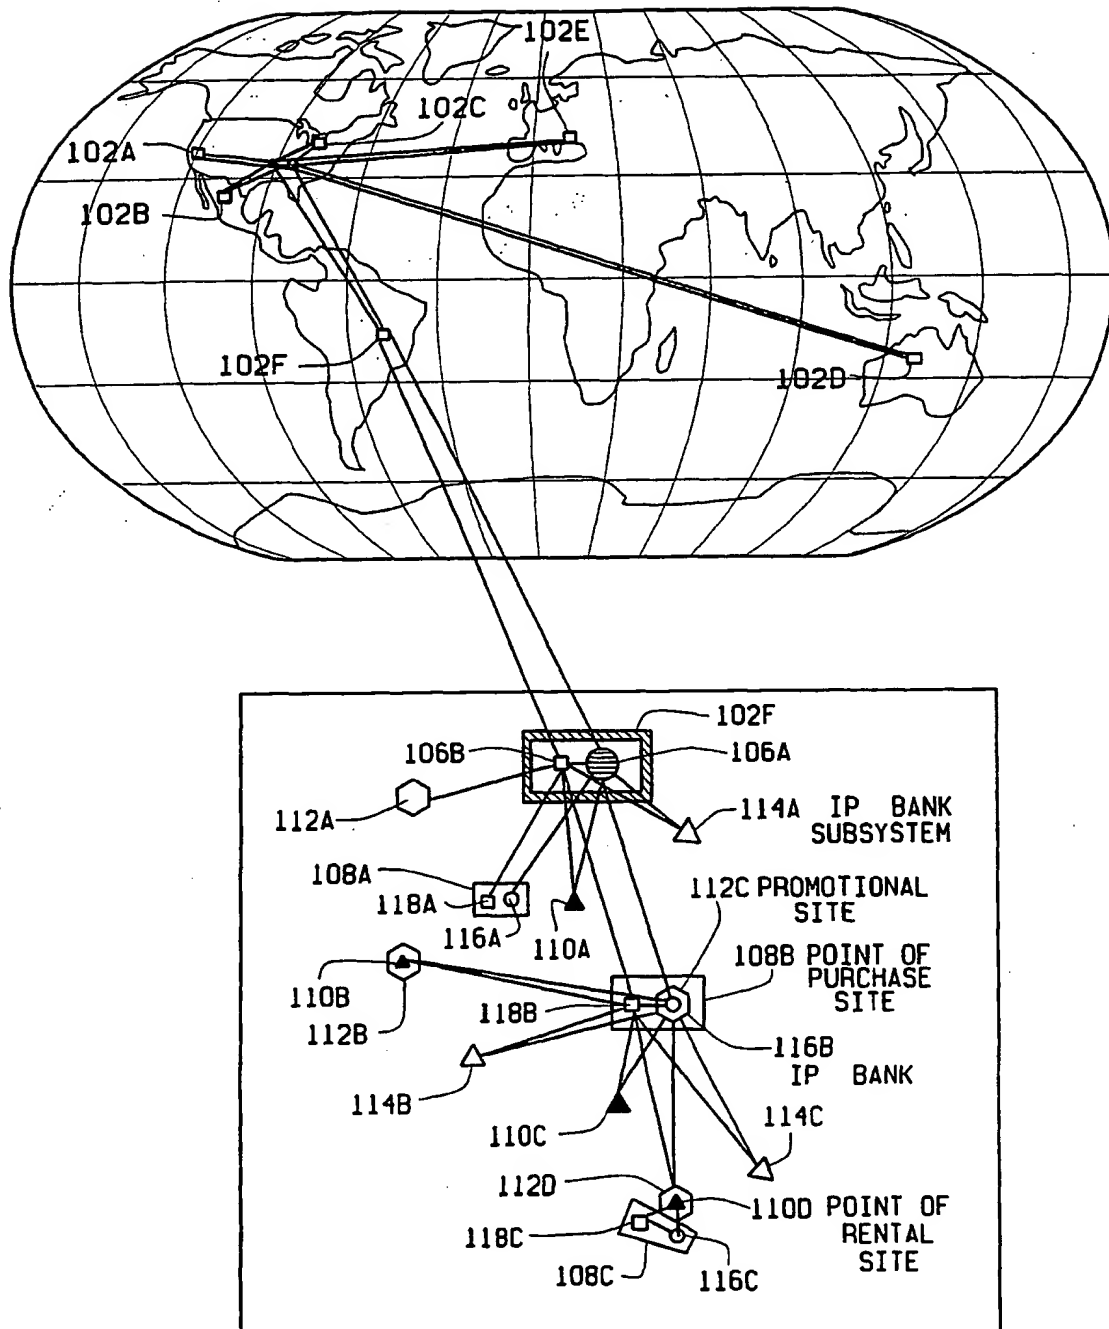 102E
102C
102A
102B
102F
102D
102F
106B
106A
112A
114A IP BANK
SUBSYSTEM
108A
118A
112C PROMOTIONAL
SITE
116A
110A
108B POINT OF
PURCHASE
SITE
110B
118B
112B
116B
IP BANK
114B
110C
114C
112D
110D POINT OF
RENTAL
SITE
118C
108C
116C